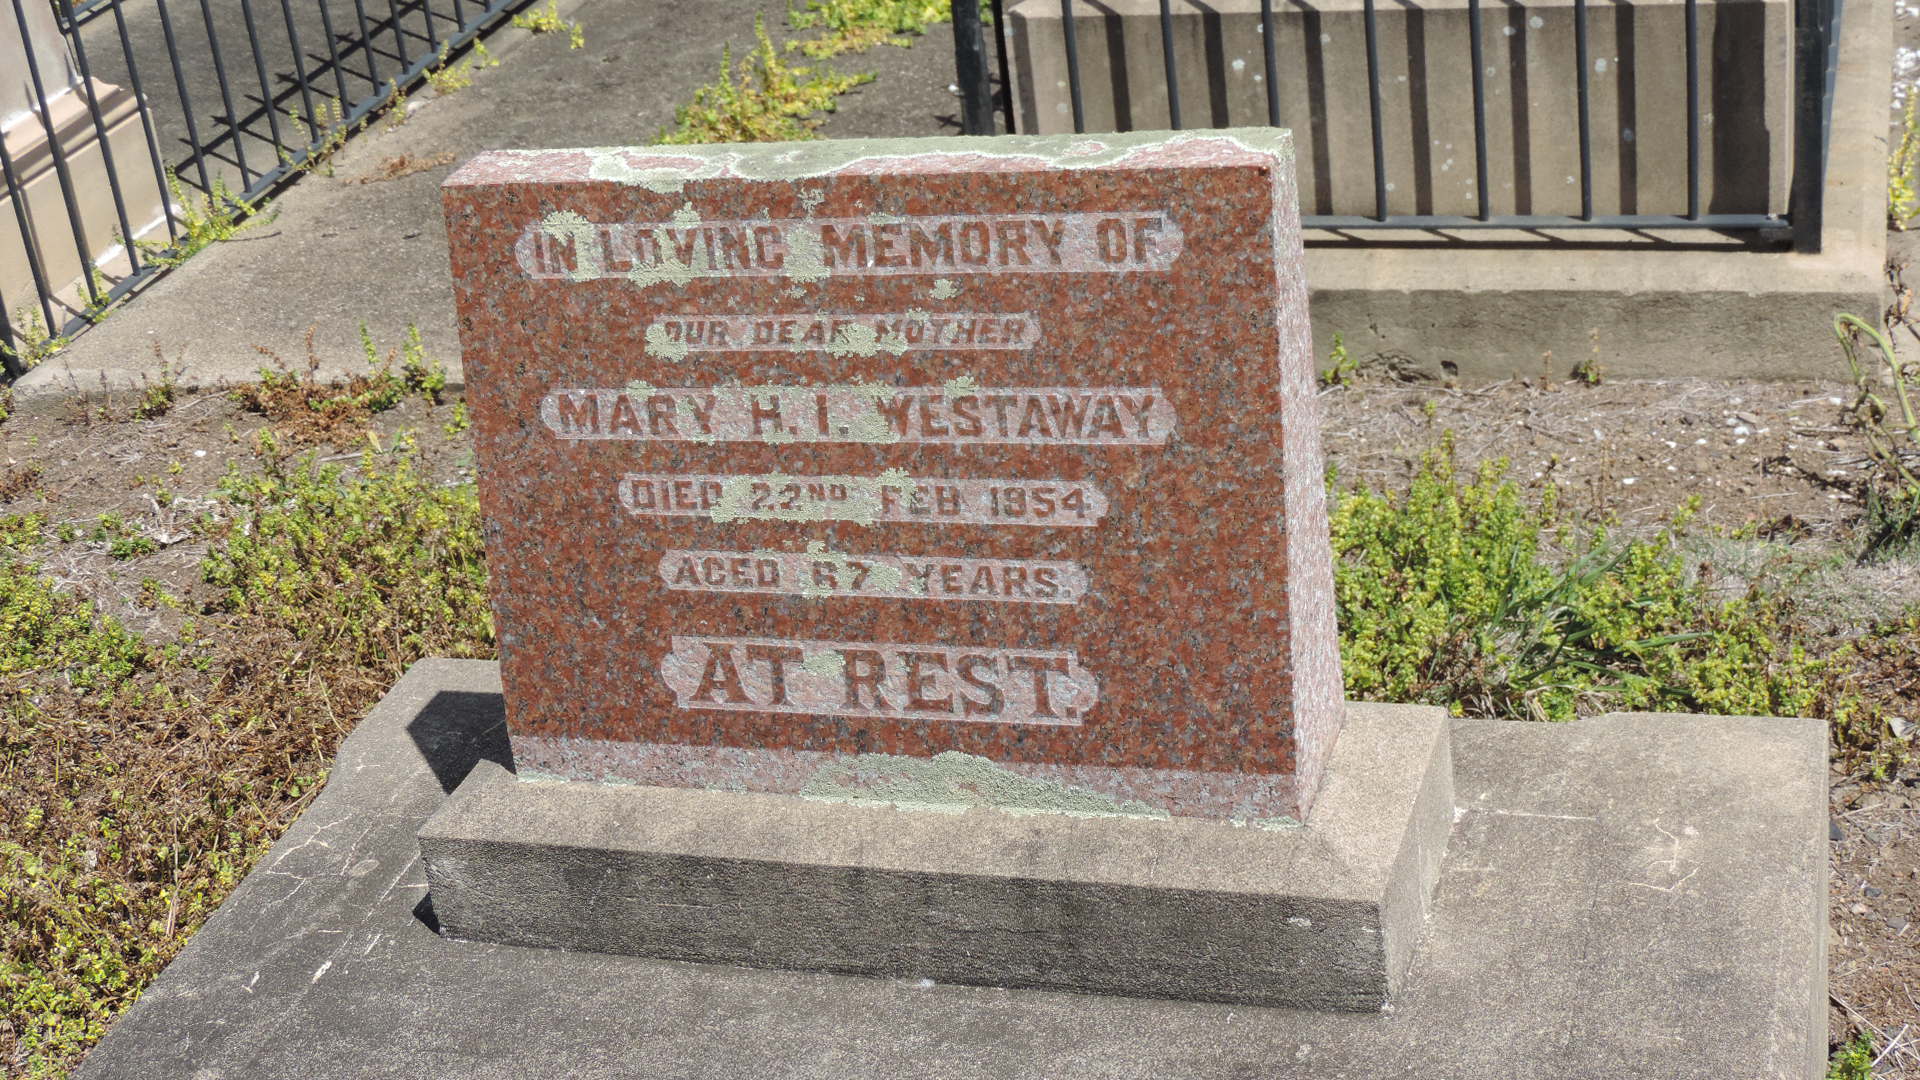 IN LOVING MEMORY OF
OUR DEAR MOTHER
MARY H. I. WESTAWAY
DIED 22ND FEB. 1954
AGED 67 YEARS.
AT REST.